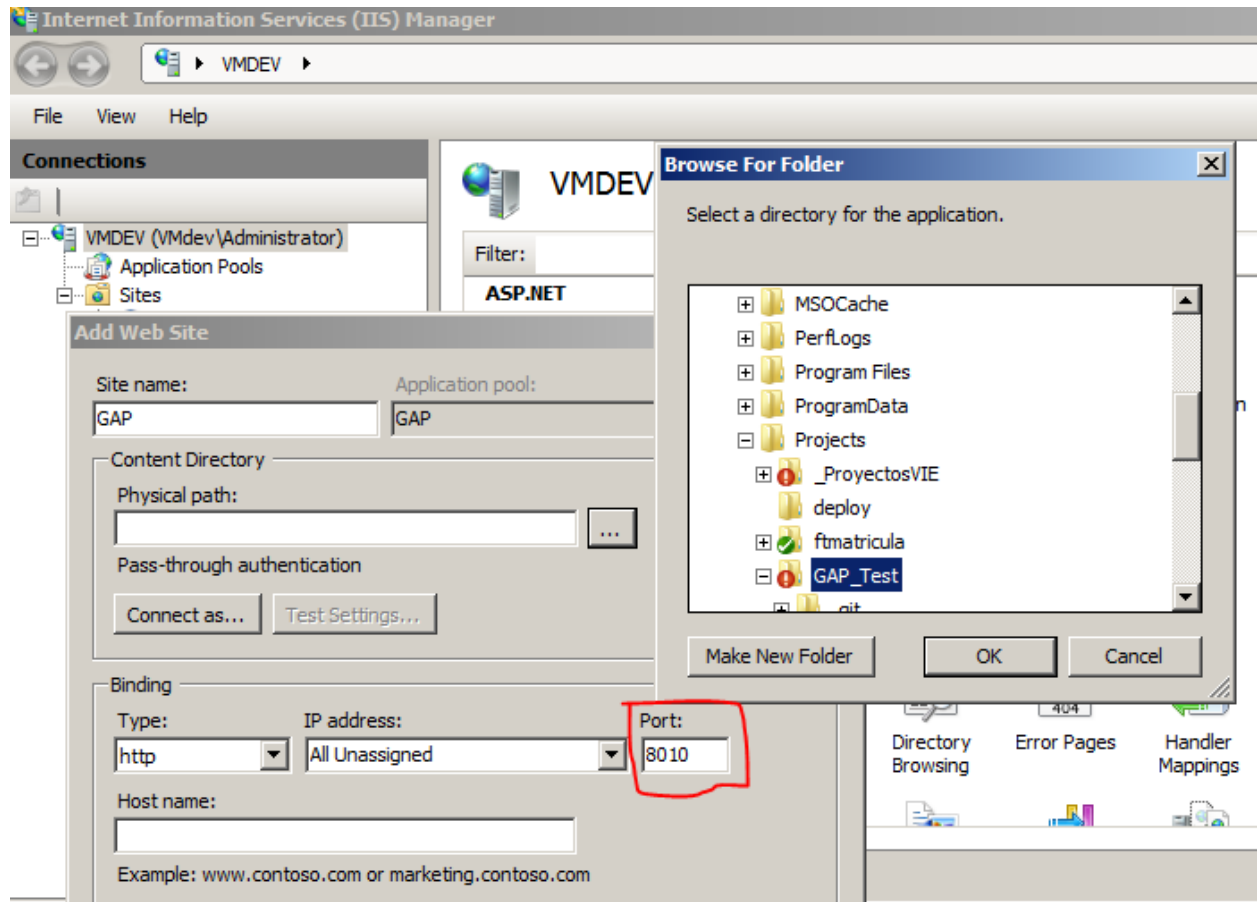 Internet Information Services (IIS) Manager
VMDEV
File View Help
Connections
VMDEV (VMdev\Administrator)
Application Pools
Sites
VMDEV
Filter:
ASP.NET
Add Web Site
Site name:
Application pool:
GAP
GAP
Content Directory
Physical path:
...
Pass-through authentication
Connect as...
Test Settings...
Binding
Type:
IP address:
Port:
http
All Unassigned
8010
Host name:
Example: www.contoso.com or marketing.contoso.com
Browse For Folder
Select a directory for the application.
MSOCache
PerfLogs
Program Files
ProgramData
Projects
_ProyectosVIE
deploy
ftmatricula
GAP_Test
.git
Make New Folder
OK
Cancel
n
404
Directory Browsing
Error Pages
Handler Mappings